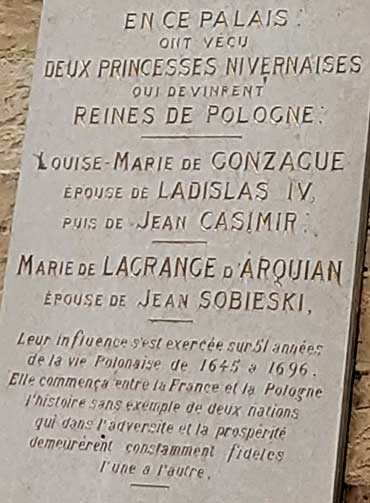 EN CE PALAIS :
ONT VÉCU
DEUX PRINCESSES NIVERNAISES
QUI DEVINRENT
REINES DE POLOGNE :
LOUISE-MARIE DE GONZAGUE
ÉPOUSE DE LADISLAS IV,
PUIS DE JEAN CASIMIR :
MARIE DE LAGRANGE D'ARQUIAN
ÉPOUSE DE JEAN SOBIESKI,
Leur influence s'est exercée sur 51 années
de la vie Polonaise de 1645 à 1696.
Elle commença entre la France et la Pologne
l'histoire sans exemple de deux nations
qui dans l'adversité et la prospérité
demeurèrent constamment fidèles
l'une à l'autre.